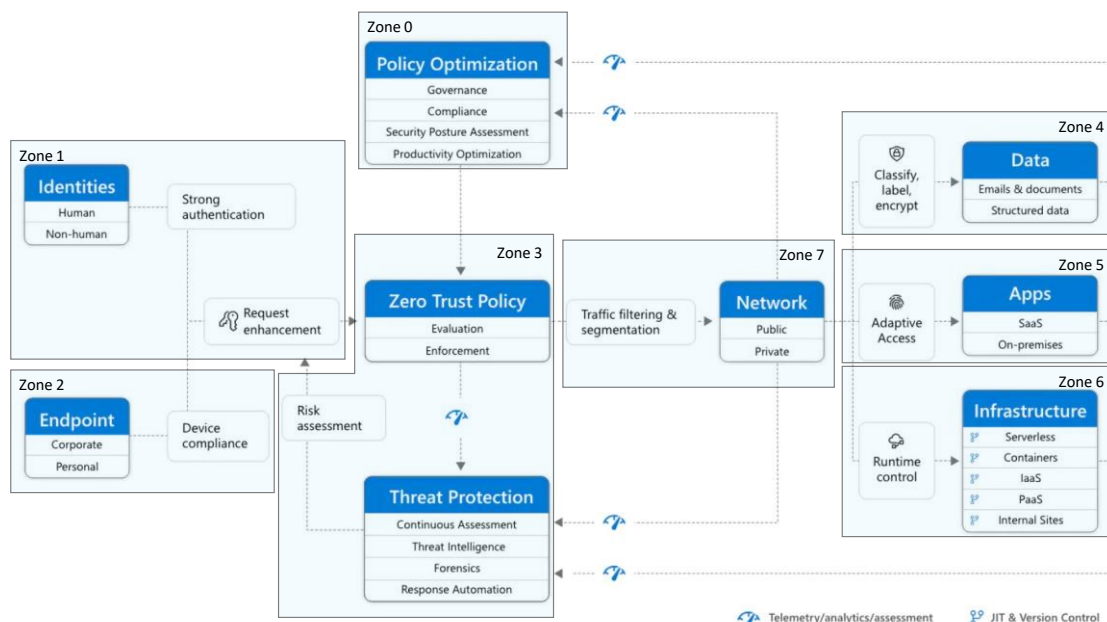 Zone 0
Policy Optimization
Governance
Compliance
Security Posture Assessment
Productivity Optimization
Zone 1
Identities
Human
Non-human
Strong
authentication
Request
enhancement
Zone 2
Endpoint
Corporate
Personal
Device
compliance
Zone 3
Zero Trust Policy
Evaluation
Enforcement
Risk
assessment
Threat Protection
Continuous Assessment
Threat Intelligence
Forensics
Response Automation
Zone 7
Traffic filtering &
segmentation
Network
Public
Private
Zone 4
Classify,
label,
encrypt
Data
Emails & documents
Structured data
Zone 5
Adaptive
Access
Apps
SaaS
On-premises
Zone 6
Runtime
control
Infrastructure
Serverless
Containers
IaaS
PaaS
Internal Sites
Telemetry/analytics/assessment
JIT & Version Control